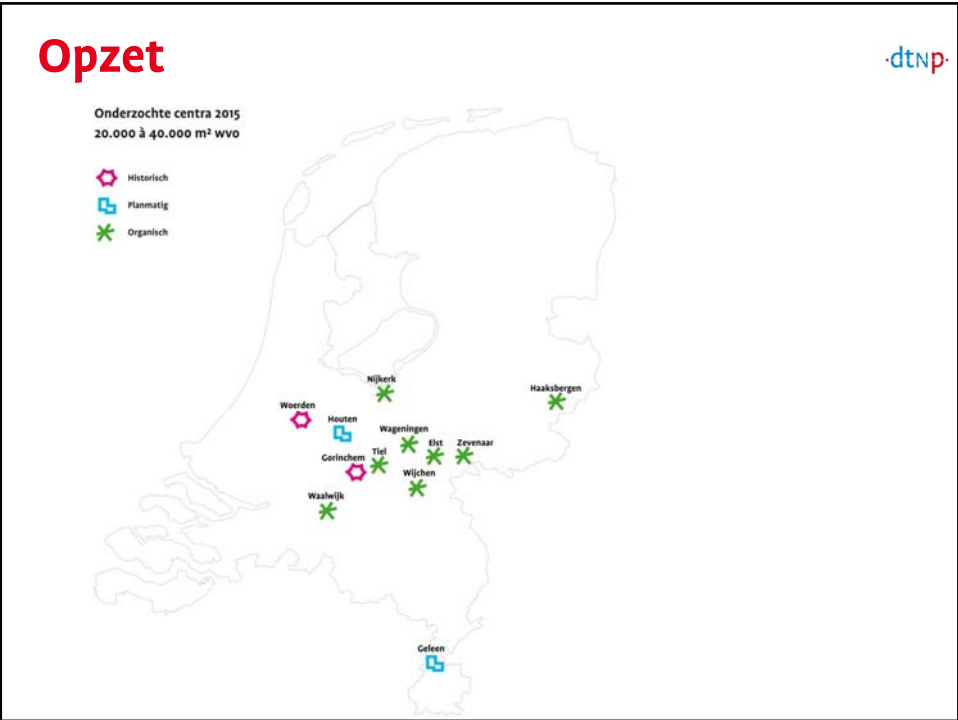 Opzet
·dtNp·
Onderzochte centra 2015
20.000 à 40.000 m² wvo
Historisch
Planmatig
Organisch
Nijkerk
Haaksbergen
Woerden
Houten
Wageningen
Elst
Zevenaar
Tiel
Gorinchem
Wijchen
Waalwijk
Geleen